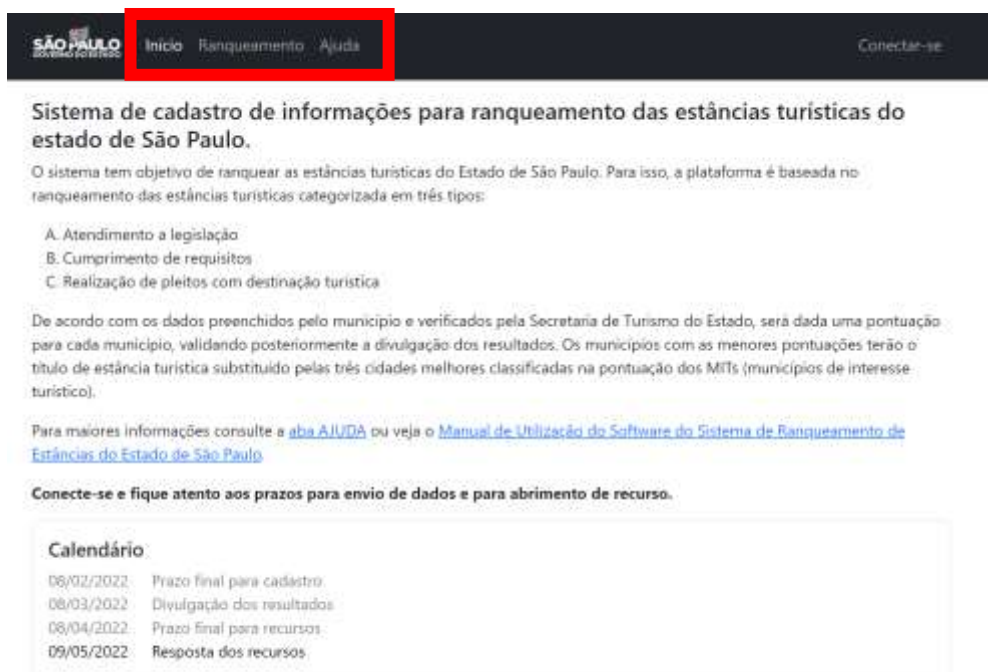 SÃO PAULO
GOVERNO DO ESTADO
Início Ranqueamento Ajuda
Conectar-se
Sistema de cadastro de informações para ranqueamento das estâncias turísticas do
estado de São Paulo.
O sistema tem objetivo de ranquear as estâncias turísticas do Estado de São Paulo. Para isso, a plataforma é baseada no
ranqueamento das estâncias turísticas categorizada em três tipos:
A. Atendimento a legislação
B. Cumprimento de requisitos
C. Realização de pleitos com destinação turística
De acordo com os dados preenchidos pelo município e verificados pela Secretaria de Turismo do Estado, será dada uma pontuação
para cada município, validando posteriormente a divulgação dos resultados. Os municípios com as menores pontuações terão o
título de estância turística substituído pelas três cidades melhores classificadas na pontuação dos MITs (municípios de interesse
turístico).
Para maiores informações consulte a aba AJUDA ou veja o Manual de Utilização do Software do Sistema de Ranqueamento de
Estâncias do Estado de São Paulo.
Conecte-se e fique atento aos prazos para envio de dados e para abrimento de recurso.
Calendário
08/02/2022 Prazo final para cadastro
08/03/2022 Divulgação dos resultados
08/04/2022 Prazo final para recursos
09/05/2022 Resposta dos recursos